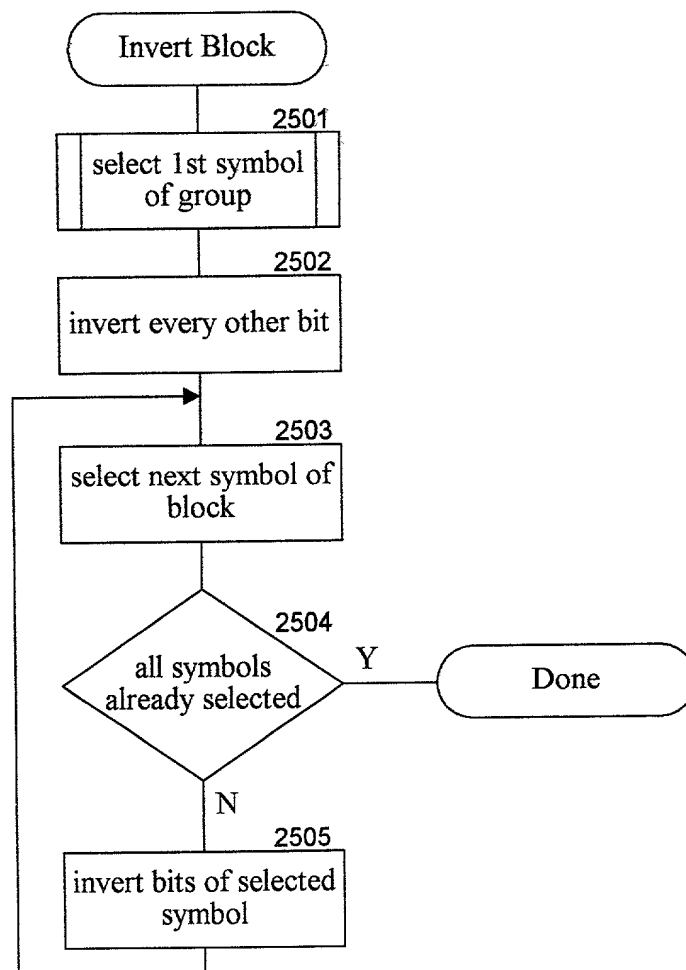 Invert Block
2501
select 1st symbol
of group
2502
invert every other bit
2503
select next symbol of
block
2504
all symbols
already selected
Y
Done
N
2505
invert bits of selected
symbol